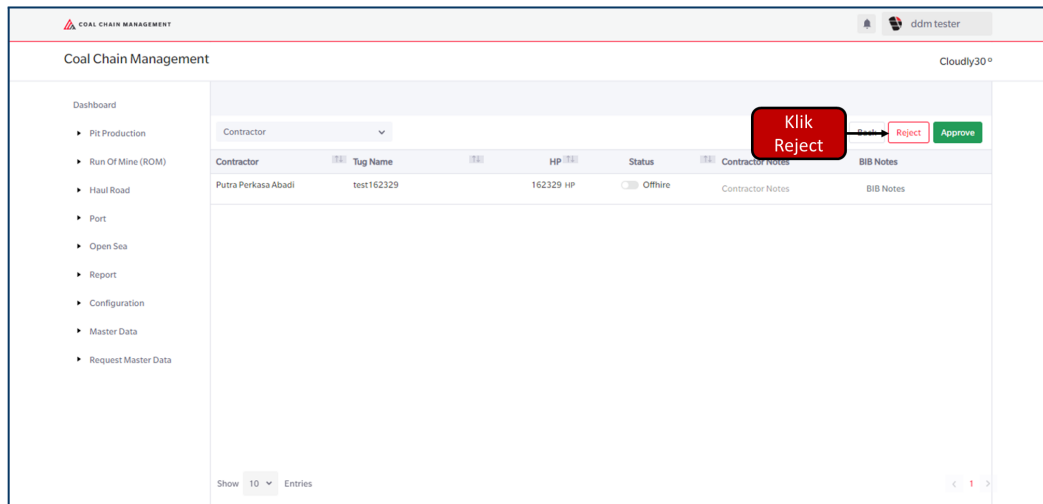 COAL CHAIN MANAGEMENT
ddm tester
Coal Chain Management
Cloudly30 º
Dashboard
Pit Production
Run Of Mine (ROM)
Haul Road
Port
Open Sea
Report
Configuration
Master Data
Request Master Data
Contractor
Klik
Reject
Back
Reject
Approve
Contractor
Tug Name
HP
Status
Contractor Notes
BIB Notes
Putra Perkasa Abadi
test162329
162329 HP
Offhire
Contractor Notes
BIB Notes
Show 10 Entries
1